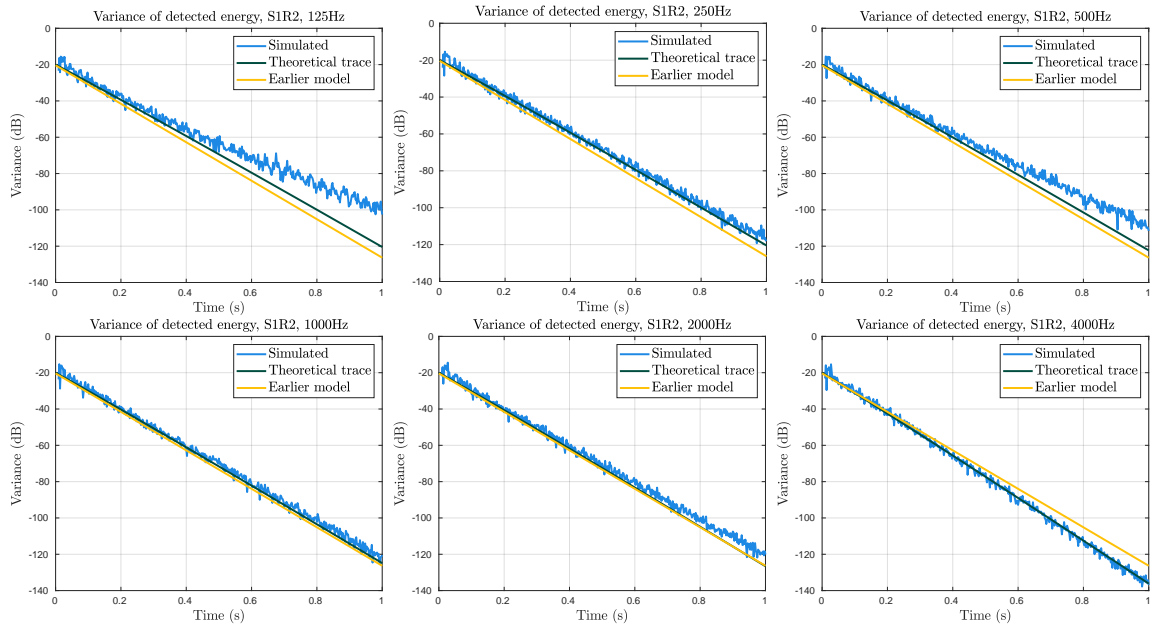 Variance of detected energy, S1R2, 125Hz
0
-20
-40
-60
-80
-100
-120
-140
Variance (dB)
Simulated
Theoretical trace
Earlier model
0 0.2 0.4 0.6 0.8 1
Time (s)
Variance of detected energy, S1R2, 250Hz
0
-20
-40
-60
-80
-100
-120
-140
Variance (dB)
Simulated
Theoretical trace
Earlier model
0 0.2 0.4 0.6 0.8 1
Time (s)
Variance of detected energy, S1R2, 500Hz
0
-20
-40
-60
-80
-100
-120
-140
Variance (dB)
Simulated
Theoretical trace
Earlier model
0 0.2 0.4 0.6 0.8 1
Time (s)
Variance of detected energy, S1R2, 1000Hz
0
-20
-40
-60
-80
-100
-120
-140
Variance (dB)
Simulated
Theoretical trace
Earlier model
0 0.2 0.4 0.6 0.8 1
Time (s)
Variance of detected energy, S1R2, 2000Hz
0
-20
-40
-60
-80
-100
-120
-140
Variance (dB)
Simulated
Theoretical trace
Earlier model
0 0.2 0.4 0.6 0.8 1
Time (s)
Variance of detected energy, S1R2, 4000Hz
0
-20
-40
-60
-80
-100
-120
-140
Variance (dB)
Simulated
Theoretical trace
Earlier model
0 0.2 0.4 0.6 0.8 1
Time (s)